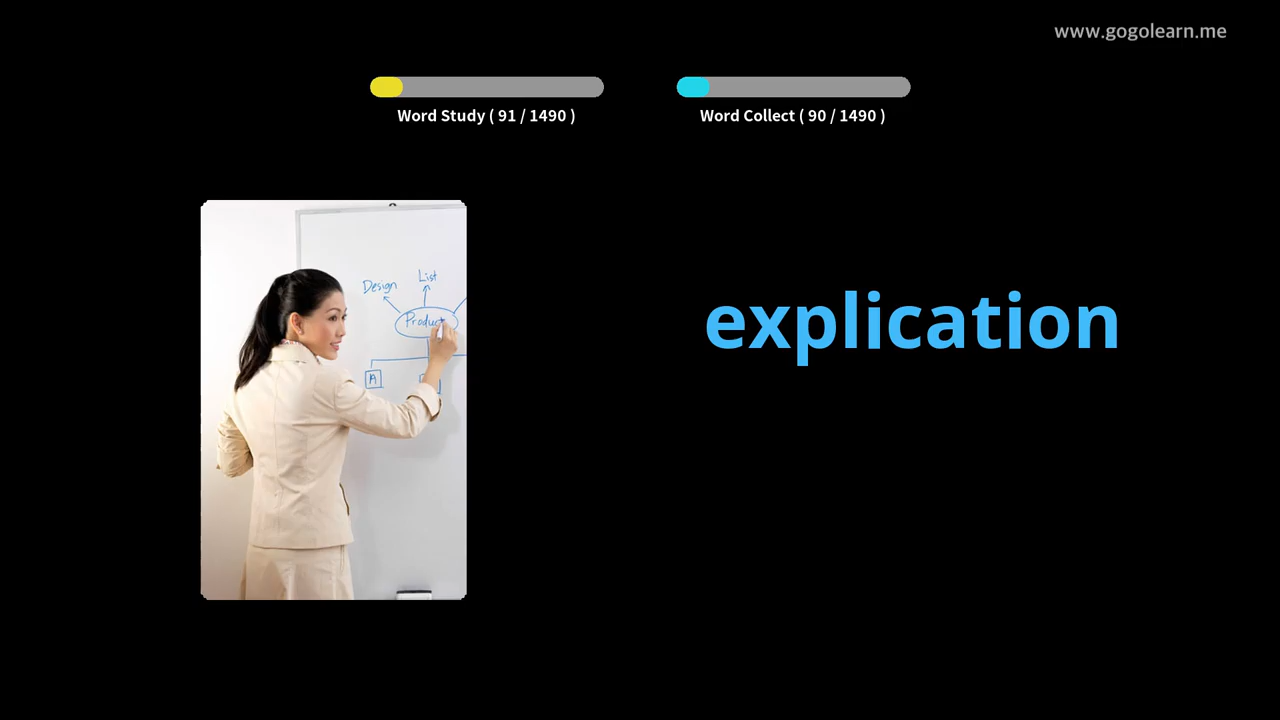 www.gogolearn.me
Word Study ( 91 / 1490 )
Word Collect ( 90 / 1490 )
explication
Design
List
Product
A